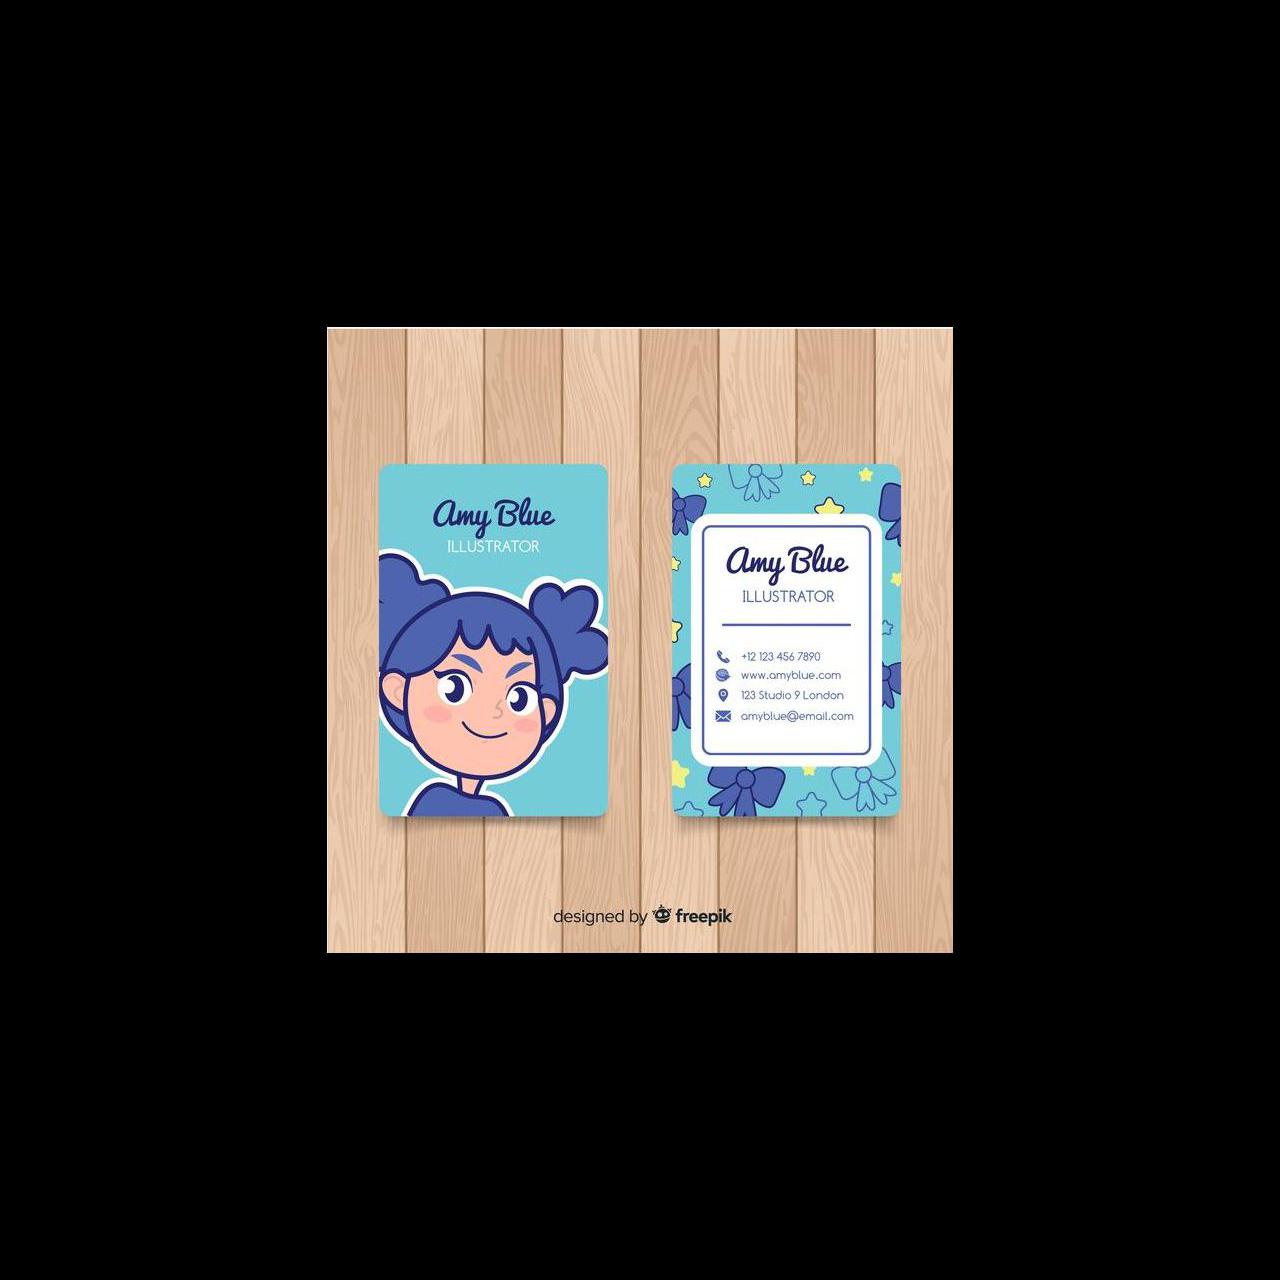 Amy Blue
ILLUSTRATOR
Amy Blue
ILLUSTRATOR
+12 123 456 7890
www.amyblue.com
123 Studio 9 London
amyblue@email.com
designed by freepik